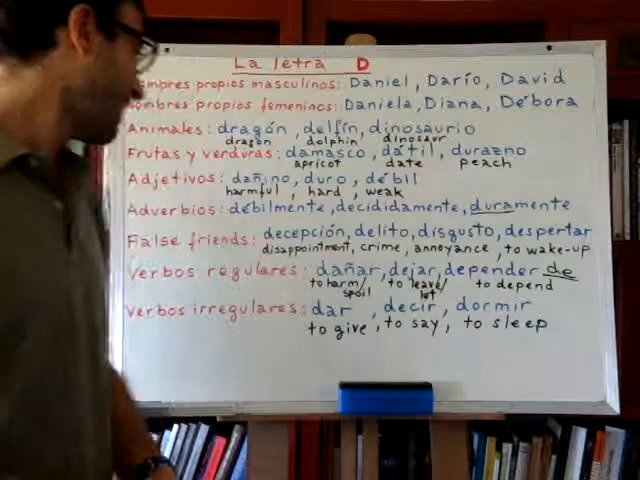 La letra D
nombres propios masculinos: Daniel, Darío, David
nombres propios femeninos: Daniela, Diana, Débora
Animales: dragón, delfín, dinosaurio
dragon dolphin dinosaur
Frutas y verduras: damasco, dátil, durazno
apricot date peach
Adjetivos: dañino, duro, débil
harmful, hard, weak
Adverbios: débilmente, decididamente, duramente
False friends: decepción, delito, disgusto, despertar
disappointment, crime, annoyance, to wake-up
Verbos regulares: dañar, dejar, depender de
to harm/ spoil to leave/ let to depend
Verbos irregulares: dar, decir, dormir
to give, to say, to sleep